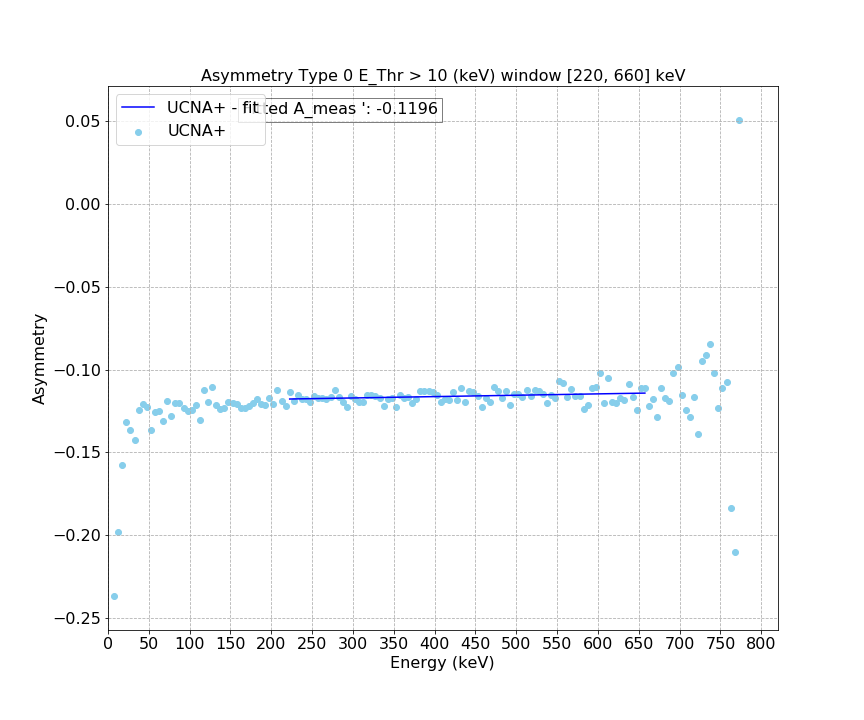 Asymmetry Type 0 E_Thr > 10 (keV) window [220, 660] keV
UCNA+ - fitted A_meas ': -0.1196
UCNA+
0.05
0.00
−0.05
−0.10
−0.15
−0.20
−0.25
Asymmetry
0 50 100 150 200 250 300 350 400 450 500 550 600 650 700 750 800
Energy (keV)